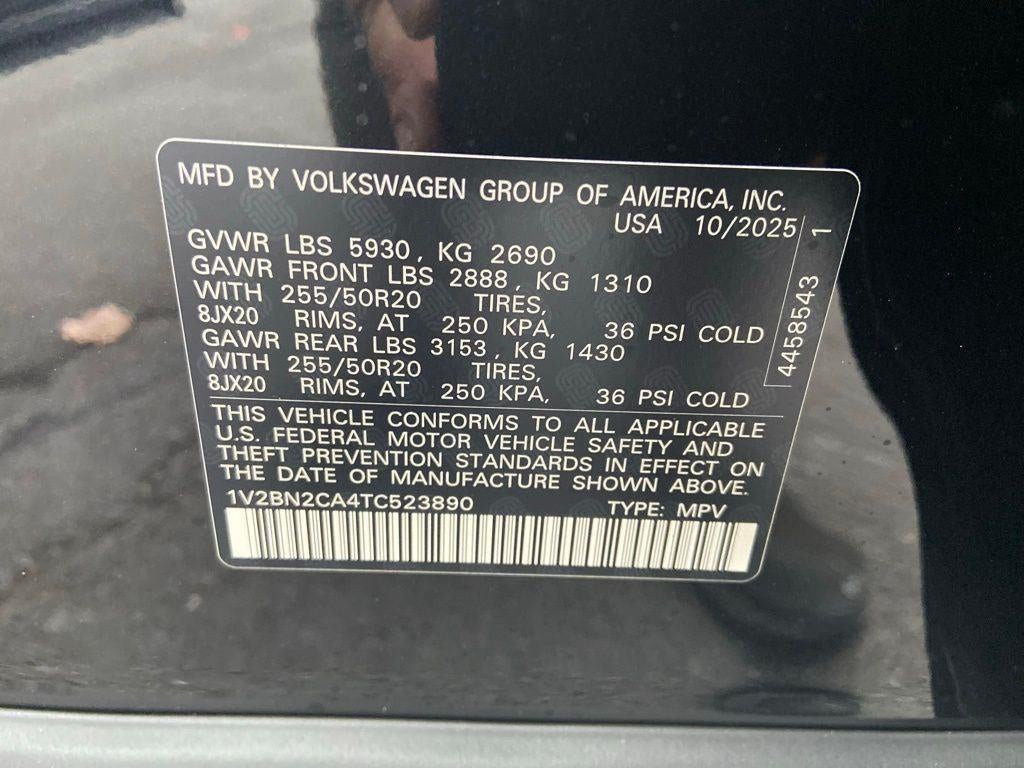 MFD BY VOLKSWAGEN GROUP OF AMERICA, INC.
USA 10/2025
GVWR LBS 5930, KG 2690
GAWR FRONT LBS 2888, KG 1310
WITH 255/50R20 TIRES,
8JX20 RIMS, AT 250 KPA, 36 PSI COLD
GAWR REAR LBS 3153, KG 1430
WITH 255/50R20 TIRES,
8JX20 RIMS, AT 250 KPA, 36 PSI COLD
4458543 1
THIS VEHICLE CONFORMS TO ALL APPLICABLE
U.S. FEDERAL MOTOR VEHICLE SAFETY AND
THEFT PREVENTION STANDARDS IN EFFECT ON
THE DATE OF MANUFACTURE SHOWN ABOVE.
1V2BN2CA4TC523890 TYPE: MPV